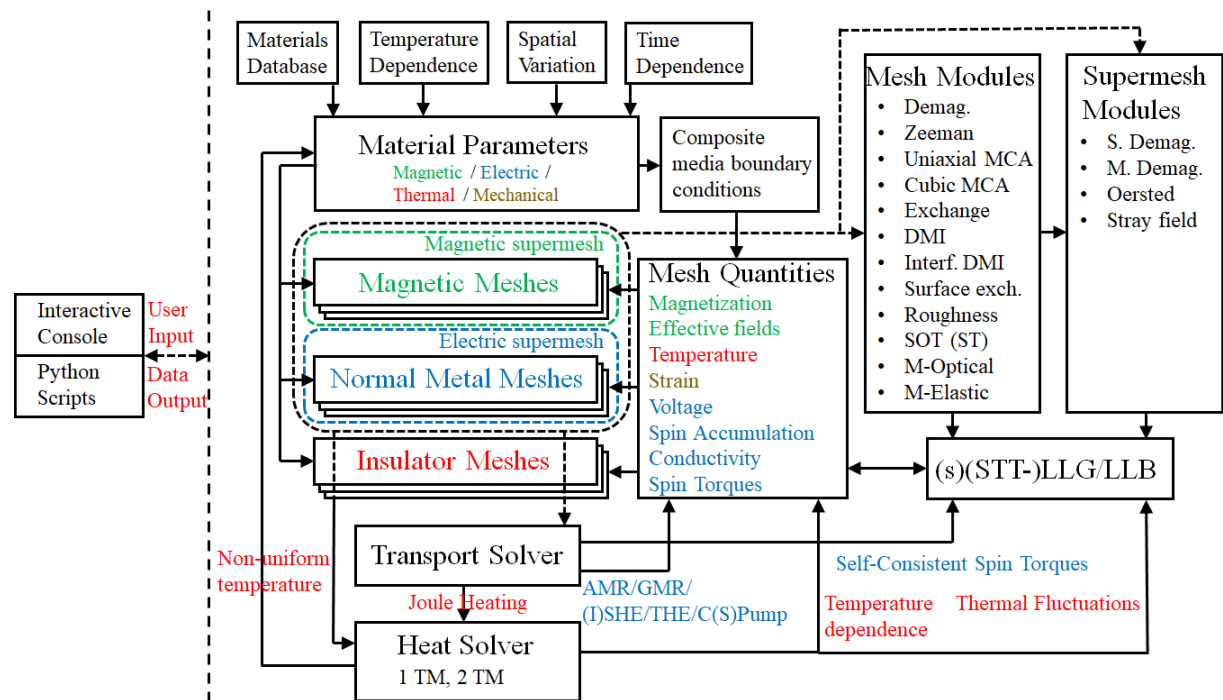 Materials
Database
Temperature
Dependence
Spatial
Variation
Time
Dependence
Material Parameters
Magnetic / Electric /
Thermal / Mechanical
Composite
media boundary
conditions
Mesh Modules
• Demag.
• Zeeman
• Uniaxial MCA
• Cubic MCA
• Exchange
• DMI
• Interf. DMI
• Surface exch.
• Roughness
• SOT (ST)
• M-Optical
• M-Elastic
Supermesh
Modules
• S. Demag.
• M. Demag.
• Oersted
• Stray field
Magnetic supermesh
Magnetic Meshes
Electric supermesh
Normal Metal Meshes
Insulator Meshes
Mesh Quantities
Magnetization
Effective fields
Temperature
Strain
Voltage
Spin Accumulation
Conductivity
Spin Torques
Interactive
Console
Python
Scripts
User
Input
Data
Output
(s)(STT-)LLG/LLB
Transport Solver
Non-uniform
temperature
Joule Heating
AMR/GMR/
(I)SHE/THE/C(S)Pump
Self-Consistent Spin Torques
Temperature
dependence
Thermal Fluctuations
Heat Solver
1 TM, 2 TM